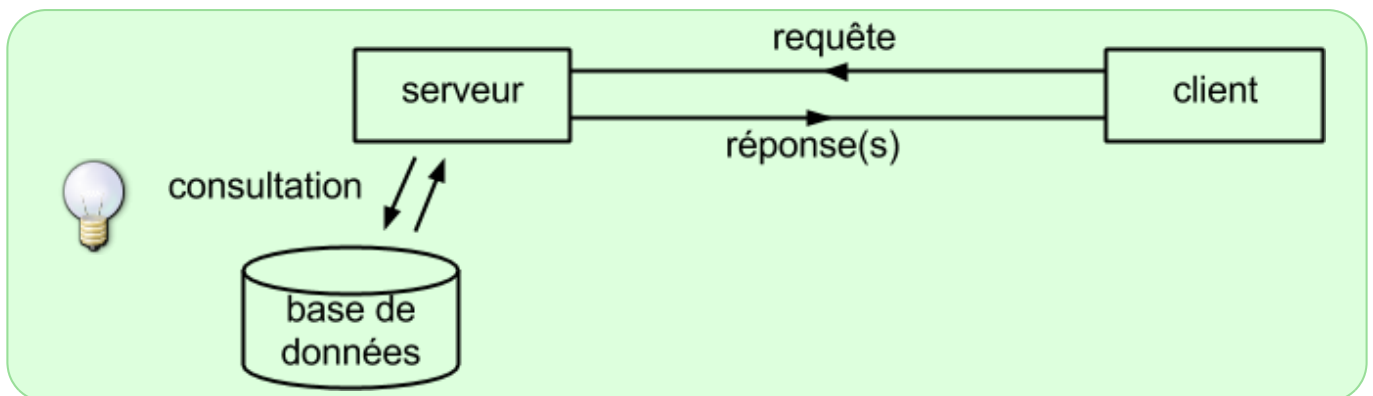 requête
serveur
client
réponse(s)
consultation
base de
données